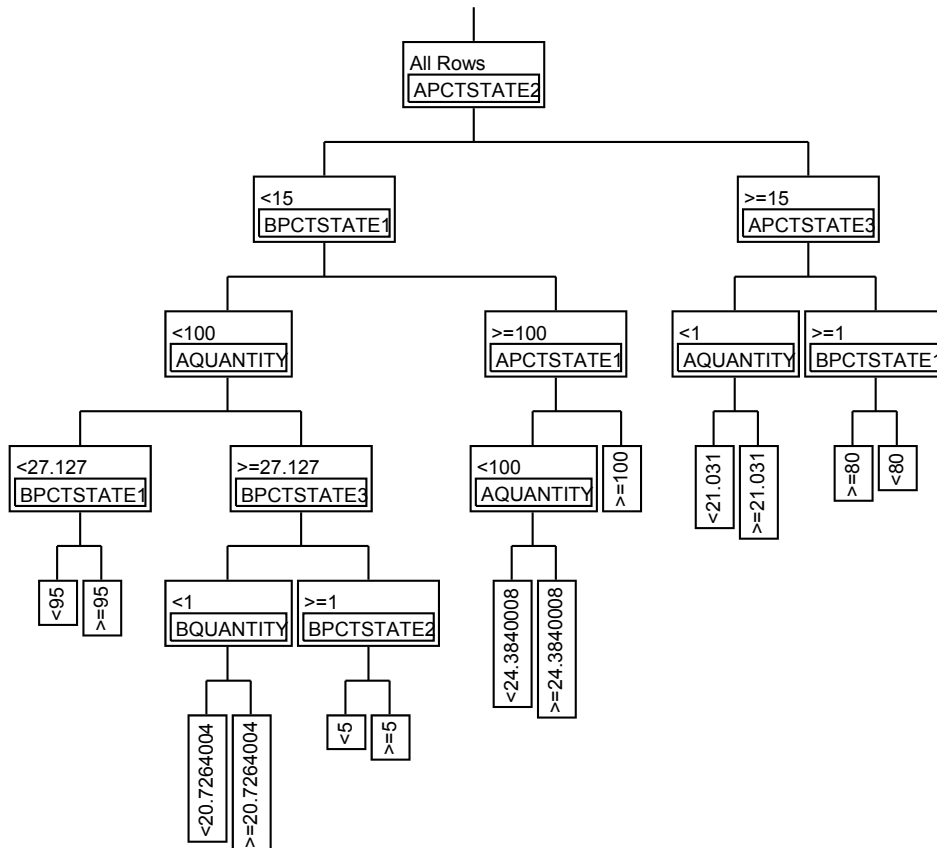 All Rows
APCTSTATE2
<15
BPCTSTATE1
>=15
APCTSTATE3
<100
AQUANTITY
>=100
APCTSTATE1
<1
AQUANTITY
>=1
BPCTSTATE1
<27.127
BPCTSTATE1
>=27.127
BPCTSTATE3
<100
AQUANTITY
>=100
<21.031
>=21.031
>=80
<80
<95
>=95
<1
BQUANTITY
>=1
BPCTSTATE2
<24.3840008
>=24.3840008
<20.7264004
>=20.7264004
<5
>=5